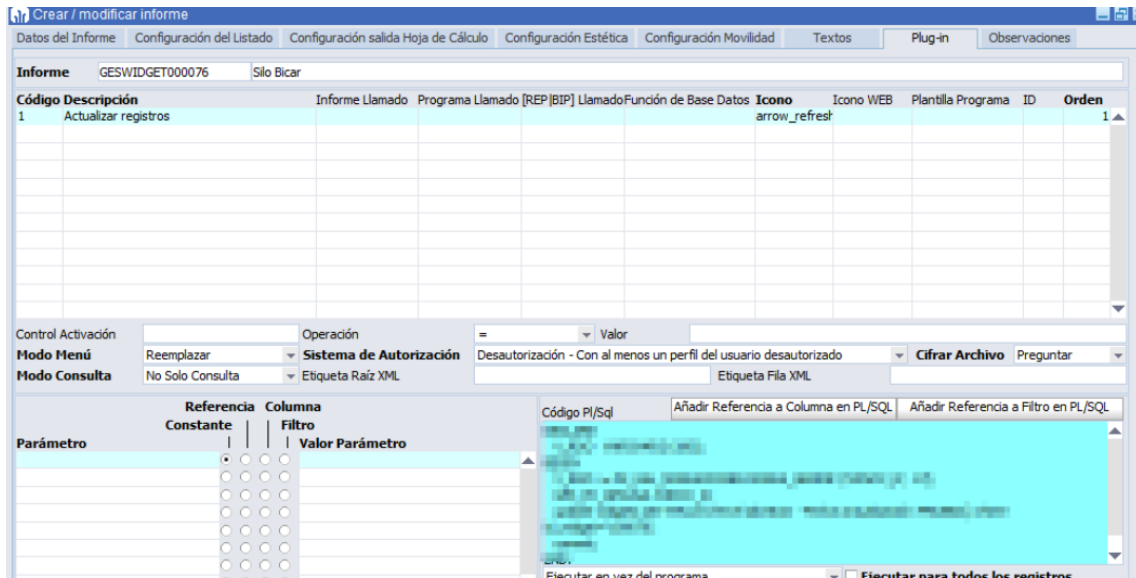 Crear / modificar informe
Datos del Informe Configuración del Listado Configuración salida Hoja de Cálculo Configuración Estética Configuración Movilidad Textos Plug-in Observaciones
Informe GESWIDGET000076 Silo Bicar
Código Descripción Informe Llamado Programa Llamado [REP|BIP] Llamado Función de Base Datos Icono Icono WEB Plantilla Programa ID Orden
1 Actualizar registros arrow_refresh 1
Control Activación Operación = Valor
Modo Menú Reemplazar Sistema de Autorización Desautorización - Con al menos un perfil del usuario desautorizado Cifrar Archivo Preguntar
Modo Consulta No Solo Consulta Etiqueta Raíz XML Etiqueta Fila XML
Referencia Columna
Constante Filtro
Parámetro Valor Parámetro
Código Pl/Sql Añadir Referencia a Columna en PL/SQL Añadir Referencia a Filtro en PL/SQL
END;
Ejecutar en vez del programa Ejecutar para todos los registros